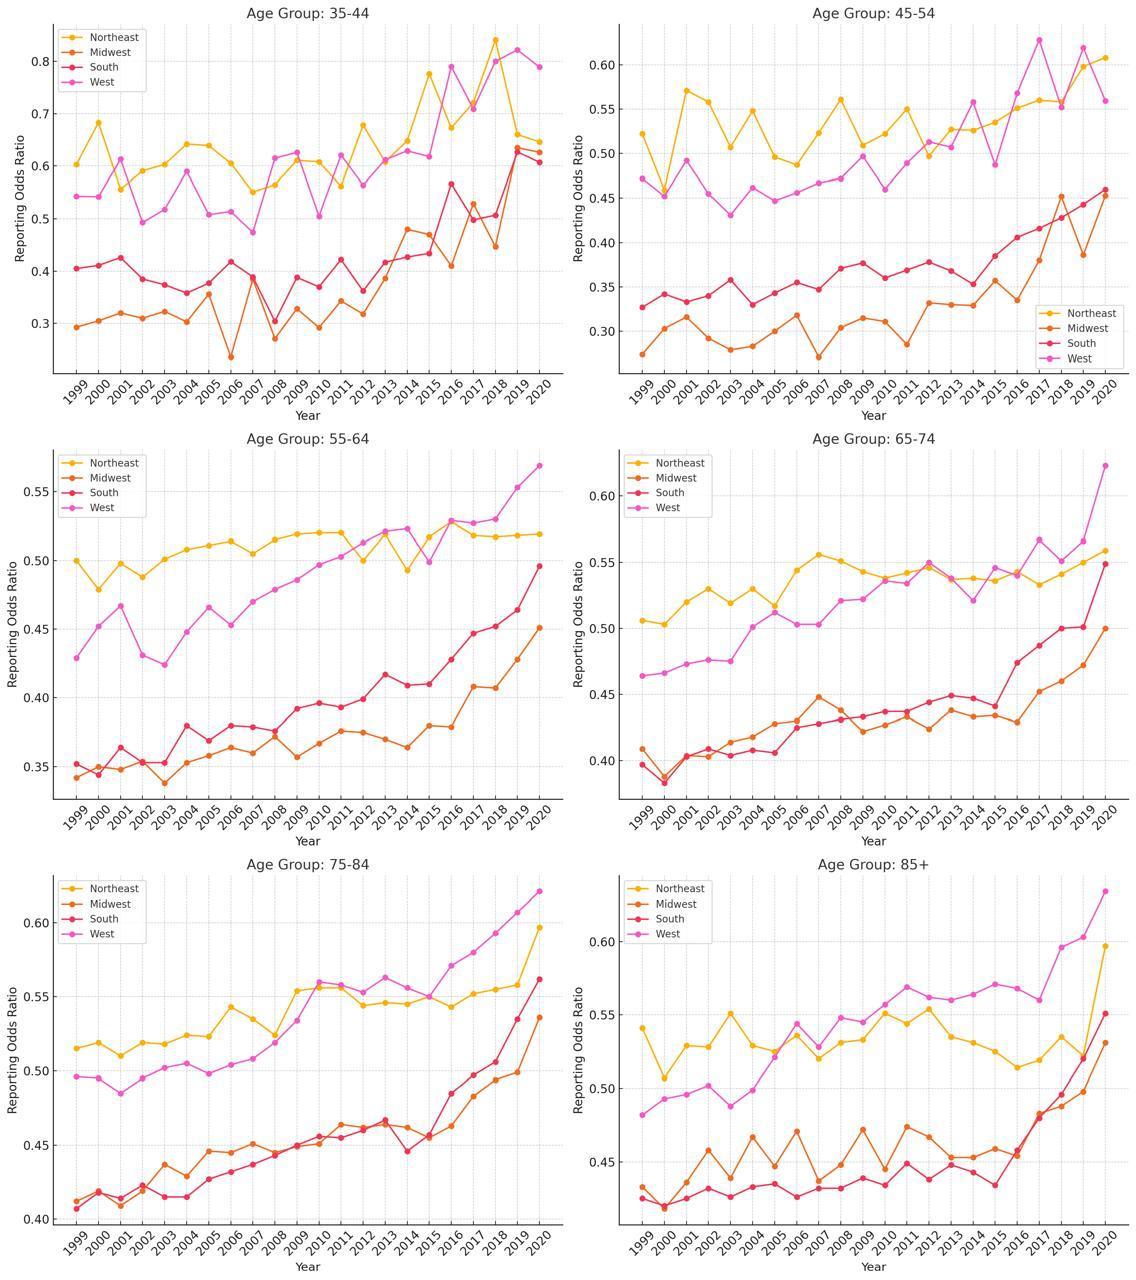 Age Group: 35-44
Reporting Odds Ratio
0.8
0.7
0.6
0.5
0.4
0.3
Northeast
Midwest
South
West
1999 2000 2001 2002 2003 2004 2005 2006 2007 2008 2009 2010 2011 2012 2013 2014 2015 2016 2017 2018 2019 2020
Year
Age Group: 45-54
Reporting Odds Ratio
0.60
0.55
0.50
0.45
0.40
0.35
0.30
Northeast
Midwest
South
West
1999 2000 2001 2002 2003 2004 2005 2006 2007 2008 2009 2010 2011 2012 2013 2014 2015 2016 2017 2018 2019 2020
Year
Age Group: 55-64
Reporting Odds Ratio
0.55
0.50
0.45
0.40
0.35
Northeast
Midwest
South
West
1999 2000 2001 2002 2003 2004 2005 2006 2007 2008 2009 2010 2011 2012 2013 2014 2015 2016 2017 2018 2019 2020
Year
Age Group: 65-74
Reporting Odds Ratio
0.60
0.55
0.50
0.45
0.40
Northeast
Midwest
South
West
1999 2000 2001 2002 2003 2004 2005 2006 2007 2008 2009 2010 2011 2012 2013 2014 2015 2016 2017 2018 2019 2020
Year
Age Group: 75-84
Reporting Odds Ratio
0.60
0.55
0.50
0.45
0.40
Northeast
Midwest
South
West
1999 2000 2001 2002 2003 2004 2005 2006 2007 2008 2009 2010 2011 2012 2013 2014 2015 2016 2017 2018 2019 2020
Year
Age Group: 85+
Reporting Odds Ratio
0.60
0.55
0.50
0.45
Northeast
Midwest
South
West
1999 2000 2001 2002 2003 2004 2005 2006 2007 2008 2009 2010 2011 2012 2013 2014 2015 2016 2017 2018 2019 2020
Year